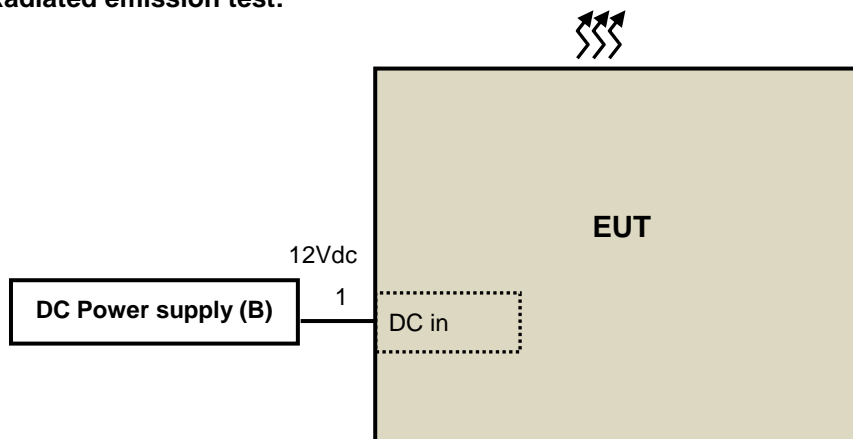 Radiated emission test:
EUT
12Vdc
DC Power supply (B)
1
DC in